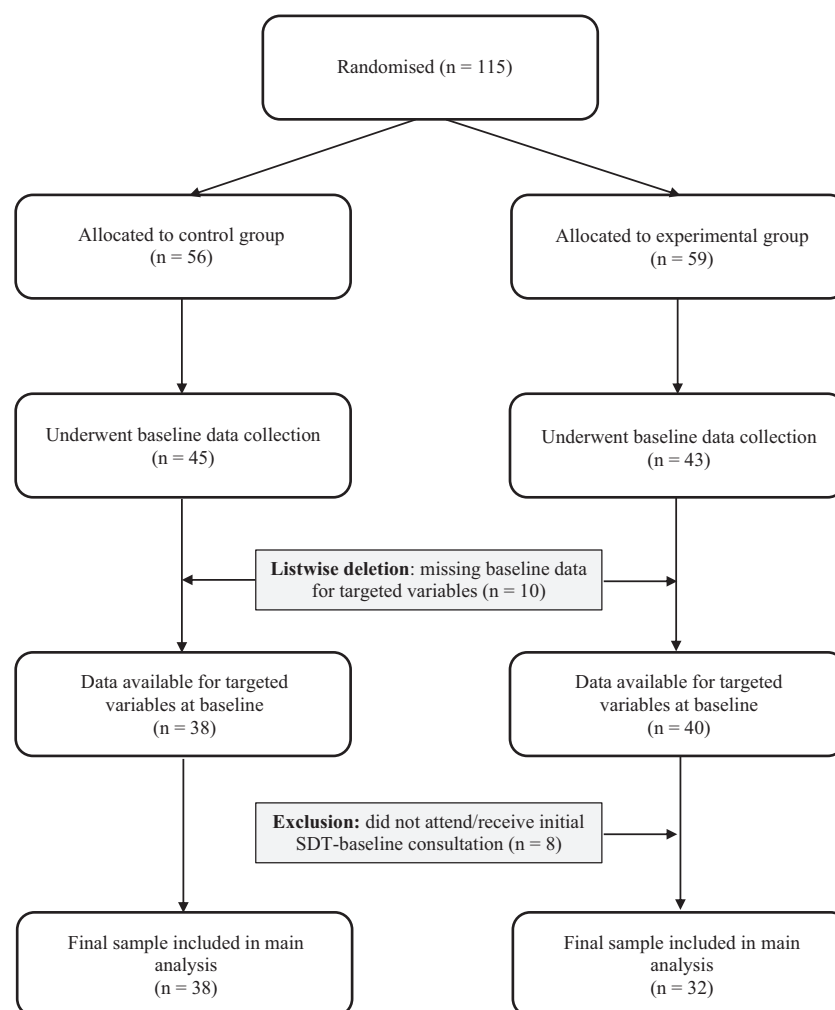 Randomised (n = 115)
Allocated to control group
(n = 56)
Allocated to experimental group
(n = 59)
Underwent baseline data collection
(n = 45)
Underwent baseline data collection
(n = 43)
Listwise deletion: missing baseline data
for targeted variables (n = 10)
Data available for targeted
variables at baseline
(n = 38)
Data available for targeted
variables at baseline
(n = 40)
Exclusion: did not attend/receive initial
SDT-baseline consultation (n = 8)
Final sample included in main
analysis
(n = 38)
Final sample included in main
analysis
(n = 32)